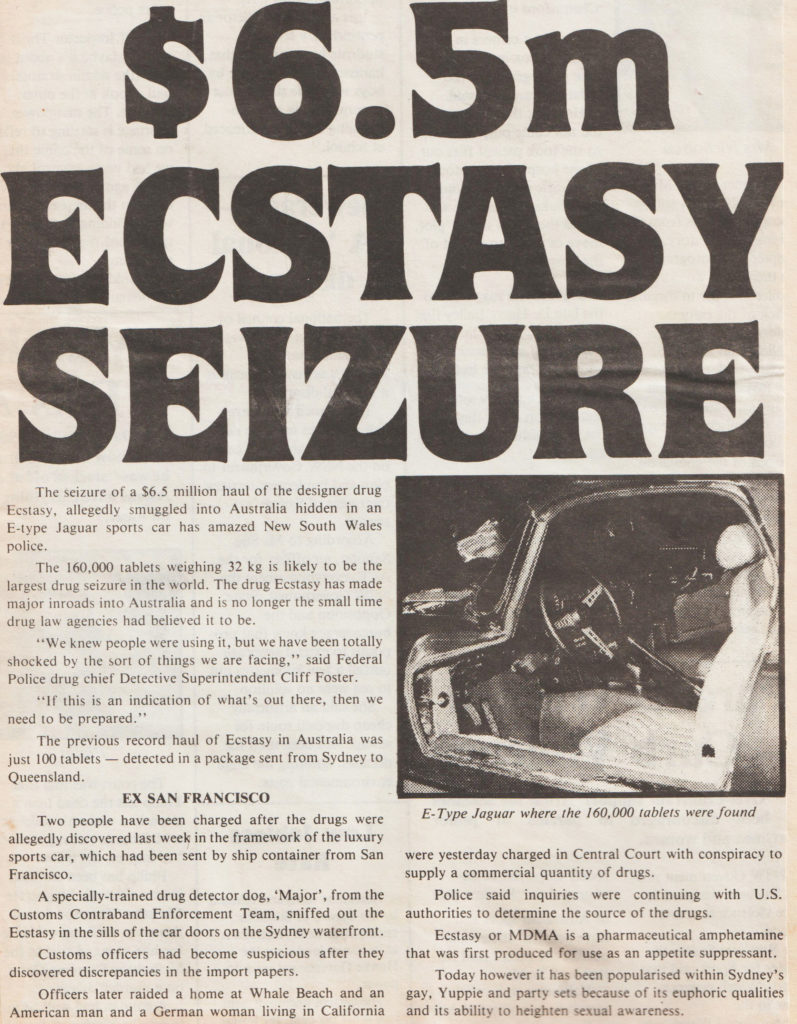 $6.5m
ECSTASY
SEIZURE
The seizure of a $6.5 million haul of the designer drug
Ecstasy, allegedly smuggled into Australia hidden in an
E-type Jaguar sports car has amazed New South Wales
police.
The 160,000 tablets weighing 32 kg is likely to be the
largest drug seizure in the world. The drug Ecstasy has made
major inroads into Australia and is no longer the small time
drug law agencies had believed it to be.
‘‘We knew people were using it, but we have been totally
shocked by the sort of things we are facing,’’ said Federal
Police drug chief Detective Superintendent Cliff Foster.
‘‘If this is an indication of what's out there, then we
need to be prepared.’’
The previous record haul of Ecstasy in Australia was
just 100 tablets — detected in a package sent from Sydney to
Queensland.
EX SAN FRANCISCO
Two people have been charged after the drugs were
allegedly discovered last week in the framework of the luxury
sports car, which had been sent by ship container from San
Francisco.
A specially-trained drug detector dog, ‘Major’, from the
Customs Contraband Enforcement Team, sniffed out the
Ecstasy in the sills of the car doors on the Sydney waterfront.
Customs officers had become suspicious after they
discovered discrepancies in the import papers.
Officers later raided a home at Whale Beach and an
American man and a German woman living in California
E-Type Jaguar where the 160,000 tablets were found
were yesterday charged in Central Court with conspiracy to
supply a commercial quantity of drugs.
Police said inquiries were continuing with U.S.
authorities to determine the source of the drugs.
Ecstasy or MDMA is a pharmaceutical amphetamine
that was first produced for use as an appetite suppressant.
Today however it has been popularised within Sydney's
gay, Yuppie and party sets because of its euphoric qualities
and its ability to heighten sexual awareness.